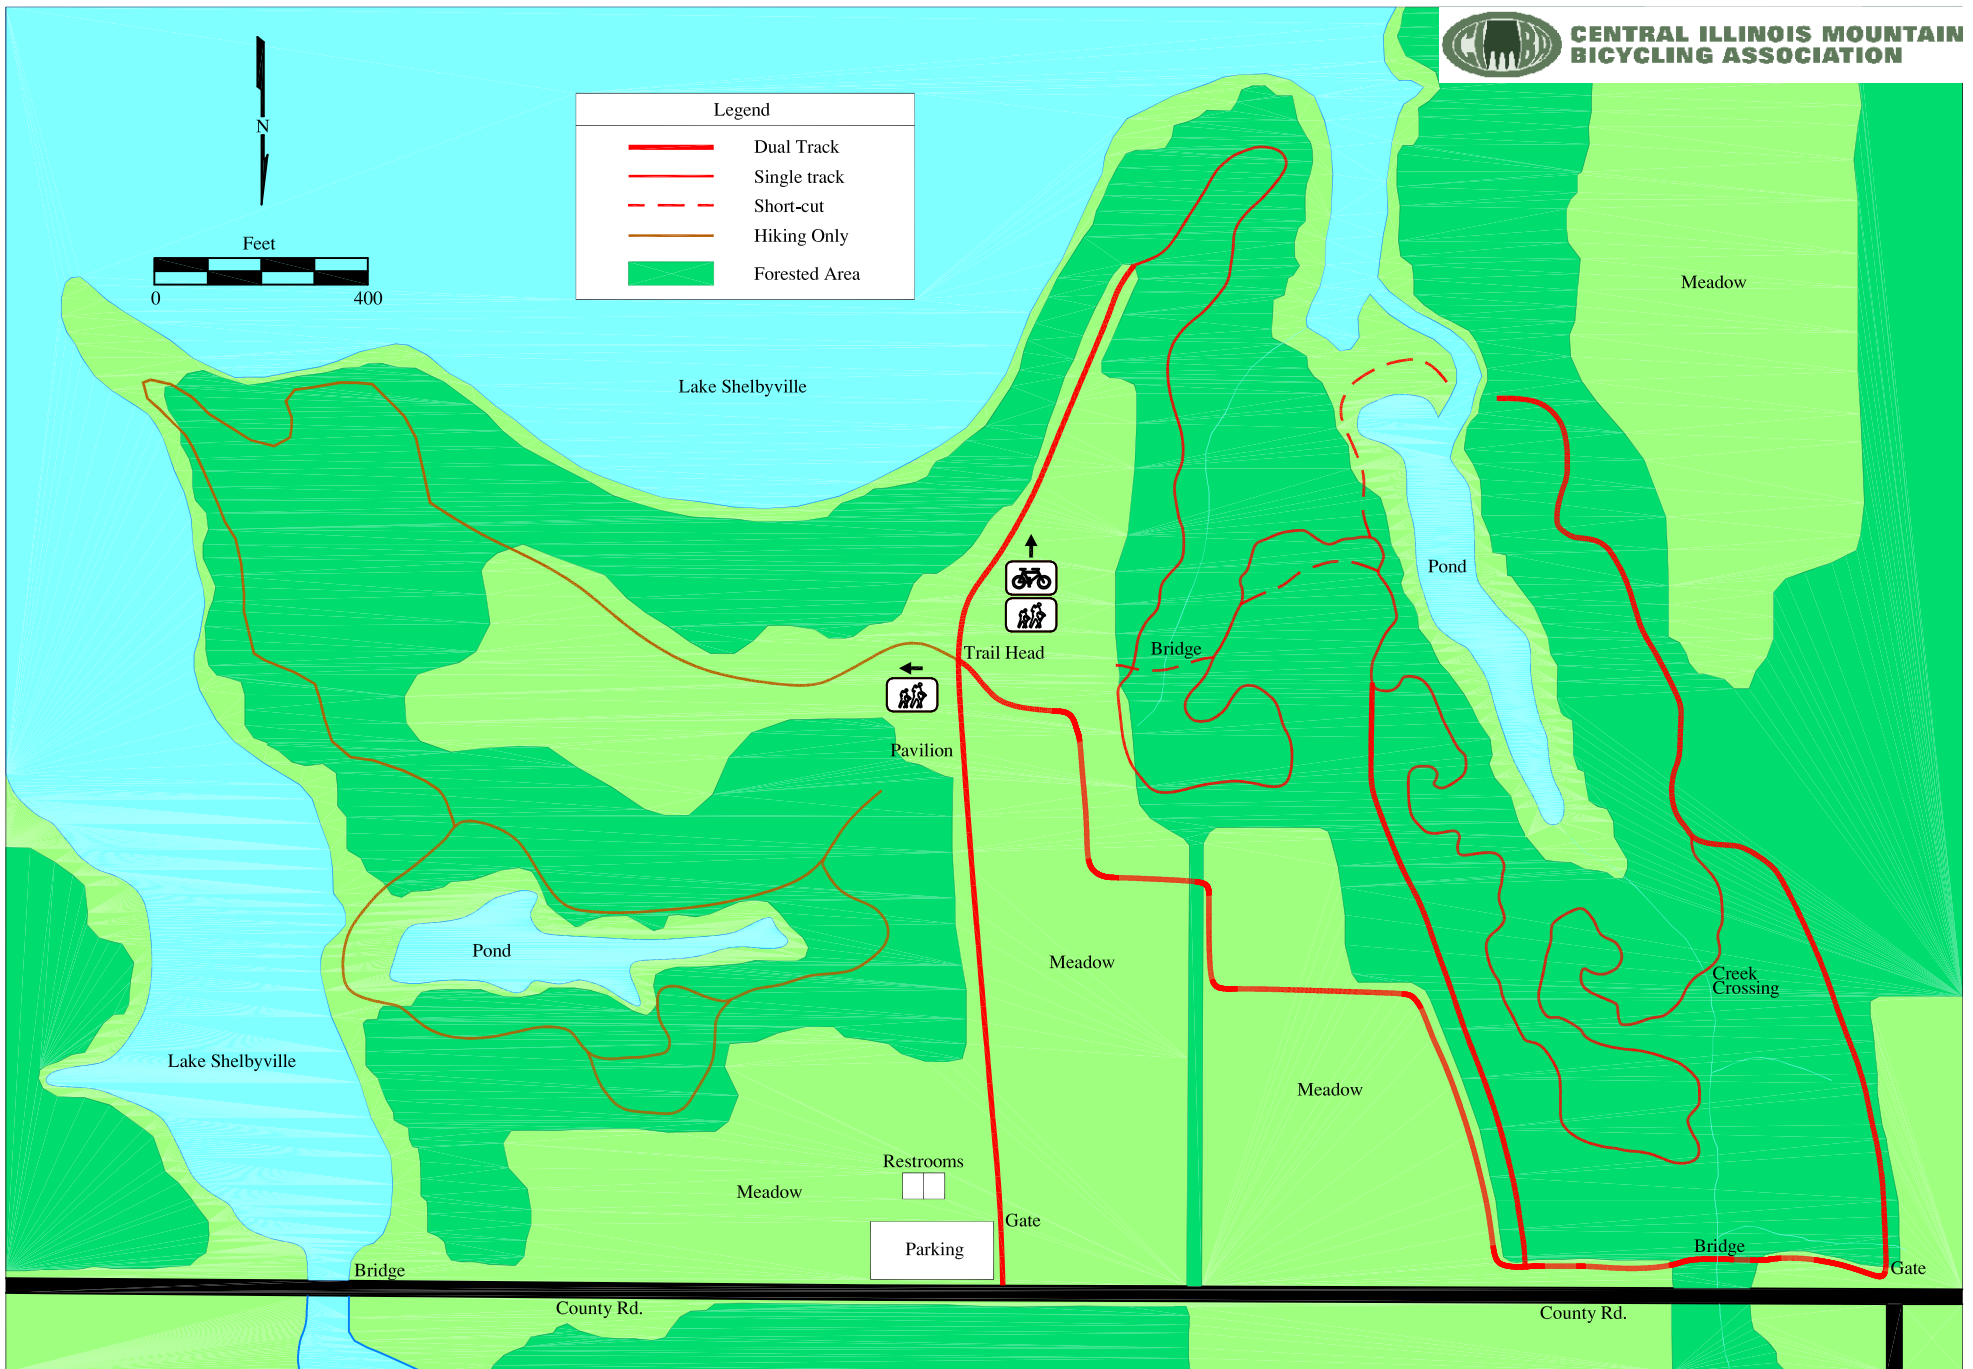 CENTRAL ILLINOIS MOUNTAIN
BICYCLING ASSOCIATION
N
Feet
0 400
Legend
Dual Track
Single track
Short-cut
Hiking Only
Forested Area
Meadow
Lake Shelbyville
Pond
Bridge
Trail Head
Pavilion
Pond
Meadow
Creek
Crossing
Lake Shelbyville
Meadow
Restrooms
Meadow
Gate
Parking
Bridge
Gate
Bridge
County Rd.
County Rd.